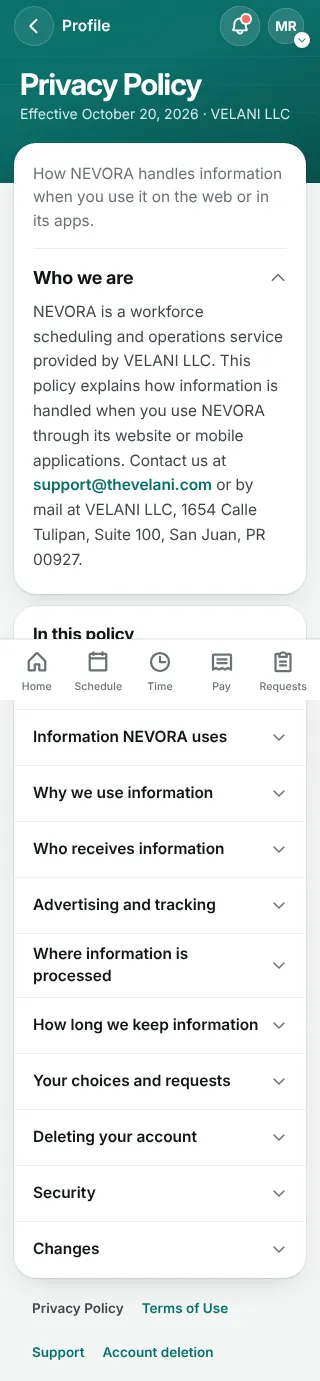 Profile
MR
Privacy Policy
Effective October 20, 2026 · VELANI LLC
How NEVORA handles information
when you use it on the web or in
its apps.
Who we are
NEVORA is a workforce
scheduling and operations service
provided by VELANI LLC. This
policy explains how information is
handled when you use NEVORA
through its website or mobile
applications. Contact us at
support@thevelani.com or by
mail at VELANI LLC, 1654 Calle
Tulipan, Suite 100, San Juan, PR
00927.
In this policy
Home
Schedule
Time
Pay
Requests
Information NEVORA uses
Why we use information
Who receives information
Advertising and tracking
Where information is
processed
How long we keep information
Your choices and requests
Deleting your account
Security
Changes
Privacy Policy
Terms of Use
Support
Account deletion